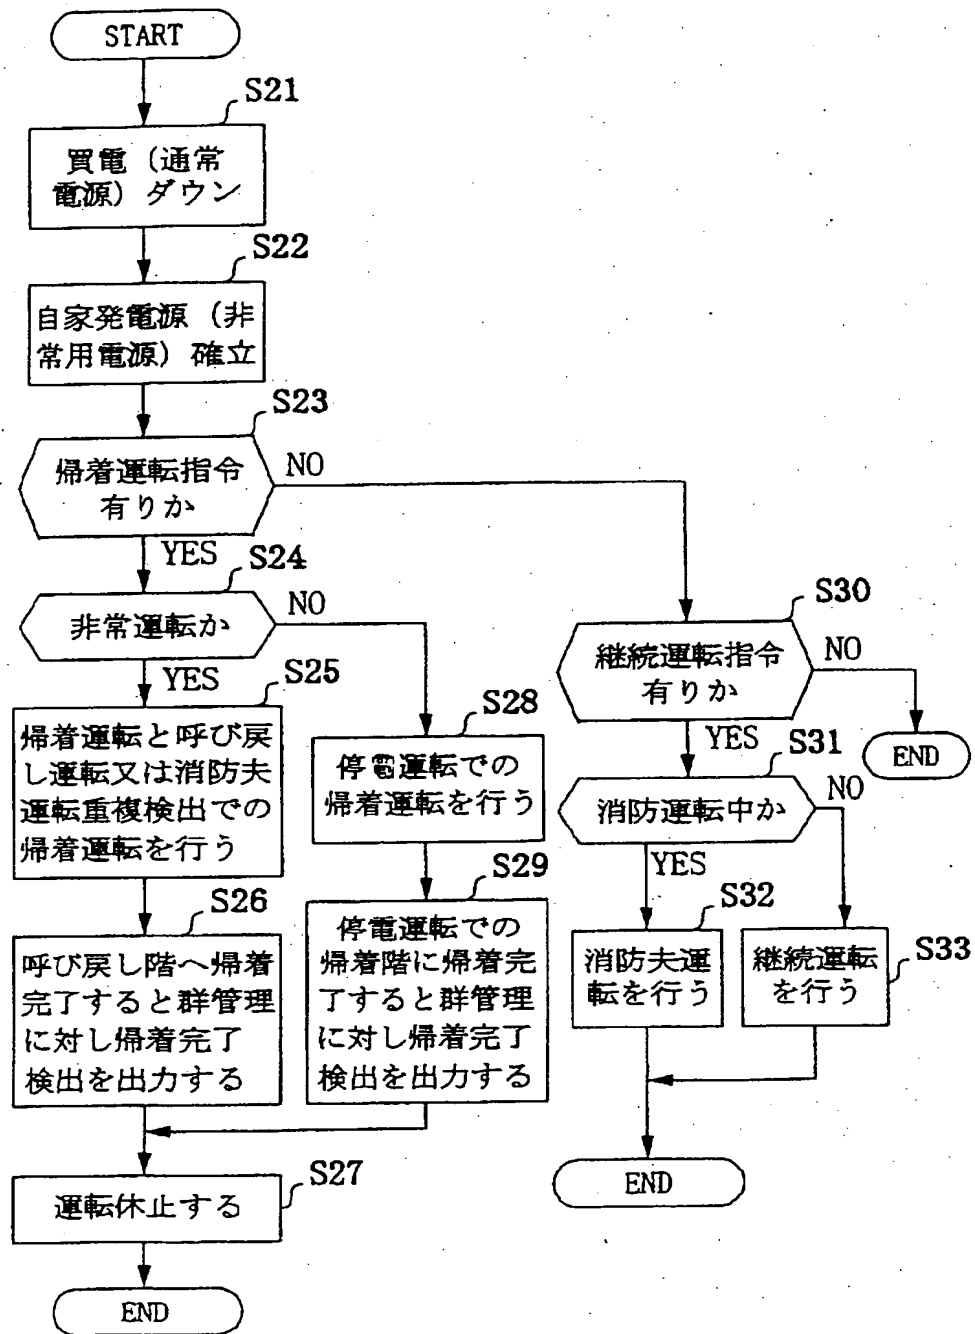 START
S21
買電（通常
電源）ダウン
S22
自家発電源（非
常用電源）確立
S23
帰着運転指令
有りか
NO
YES
S24
非常運転か
NO
YES
S25
帰着運転と呼び戻
し運転又は消防夫
運転重複検出での
帰着運転を行う
S26
呼び戻し階へ帰着
完了すると群管理
に対し帰着完了
検出を出力する
S28
停電運転での
帰着運転を行う
S29
停電運転での
帰着階に帰着完
了すると群管理
に対し帰着完了
検出を出力する
S27
運転休止する
END
S30
継続運転指令
有りか
NO
END
YES
S31
消防運転中か
NO
YES
S32
消防夫運
転を行う
継続運転
を行う
S33
END